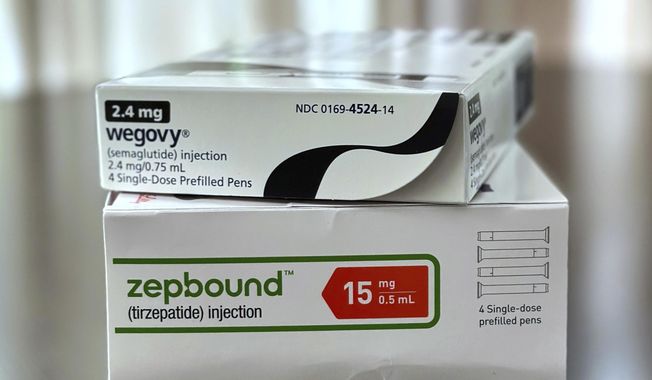 2.4 mg
NDC 0169-4524-14
wegovy®
(semaglutide) injection
2.4 mg/0.75 mL
4 Single-Dose Prefilled Pens
zepbound™
(tirzepatide) injection
15 mg
0.5 mL
4 Single-dose
prefilled pens